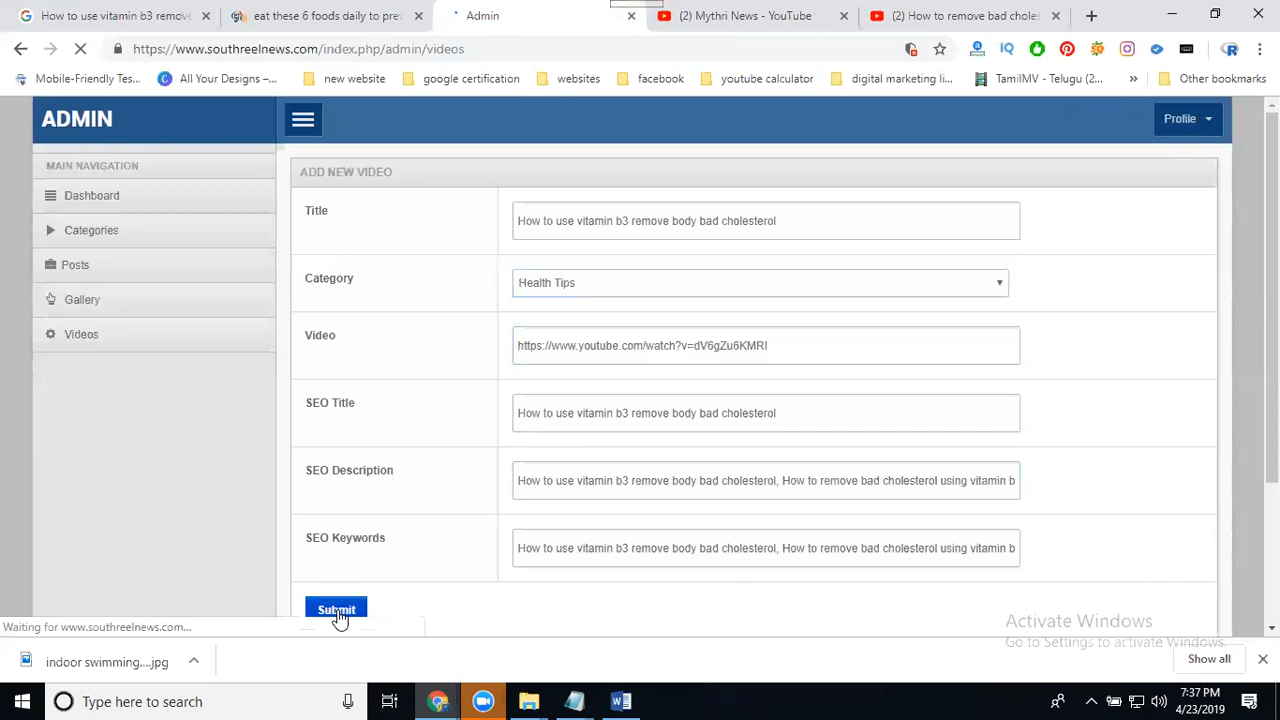 How to use vitamin b3 remove
eat these 6 foods daily to pro
Admin
(2) Mythri News - YouTube
(2) How to remove bad choles
https://www.southreelnews.com/index.php/admin/videos
Mobile-Friendly Tes...
All Your Designs –...
new website
google certification
websites
facebook
youtube calculator
digital marketing li...
TamilMV - Telugu (2...
»
Other bookmarks
ADMIN
Profile
MAIN NAVIGATION
Dashboard
Categories
Posts
Gallery
Videos
ADD NEW VIDEO
Title
How to use vitamin b3 remove body bad cholesterol
Category
Health Tips
Video
https://www.youtube.com/watch?v=dV6gZu6KMRI
SEO Title
How to use vitamin b3 remove body bad cholesterol
SEO Description
How to use vitamin b3 remove body bad cholesterol, How to remove bad cholesterol using vitamin b
SEO Keywords
How to use vitamin b3 remove body bad cholesterol, How to remove bad cholesterol using vitamin b
Submit
Waiting for www.southreelnews.com...
Activate Windows
Go to Settings to activate Windows.
indoor swimming....jpg
Show all
Type here to search
7:37 PM
4/23/2019